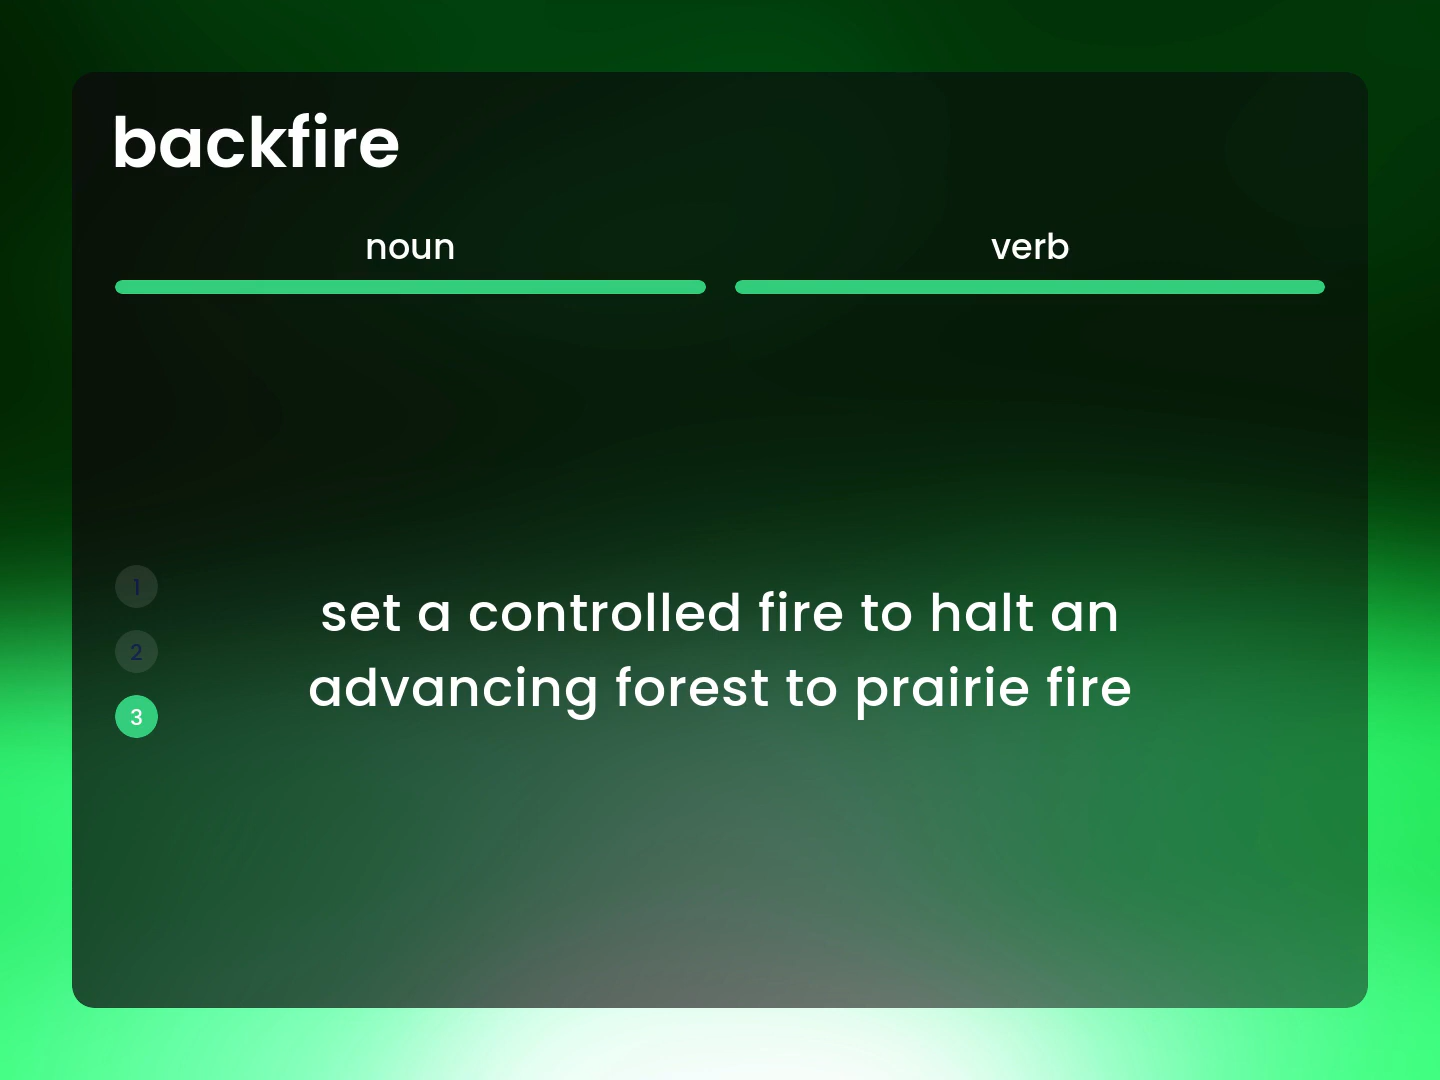 backfire
noun
verb
1
2
3
set a controlled fire to halt an
advancing forest to prairie fire